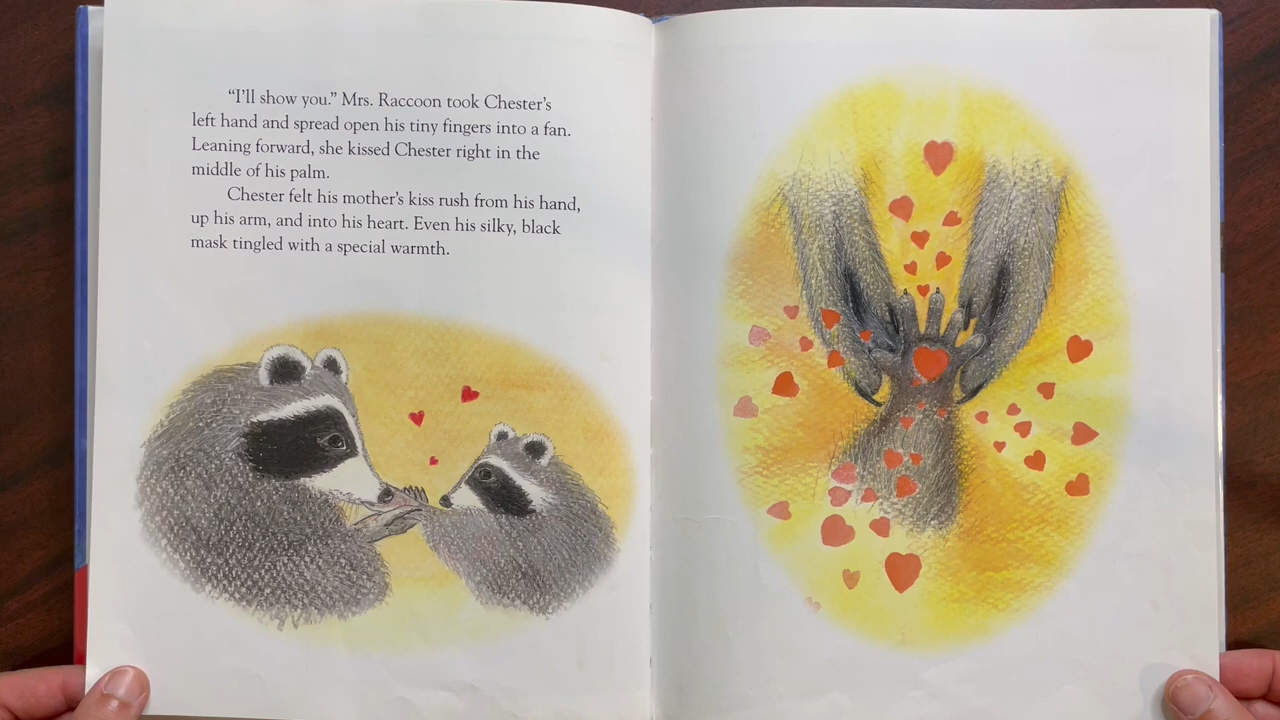 “I’ll show you.” Mrs. Raccoon took Chester’s
left hand and spread open his tiny fingers into a fan.
Leaning forward, she kissed Chester right in the
middle of his palm.
Chester felt his mother’s kiss rush from his hand,
up his arm, and into his heart. Even his silky, black
mask tingled with a special warmth.